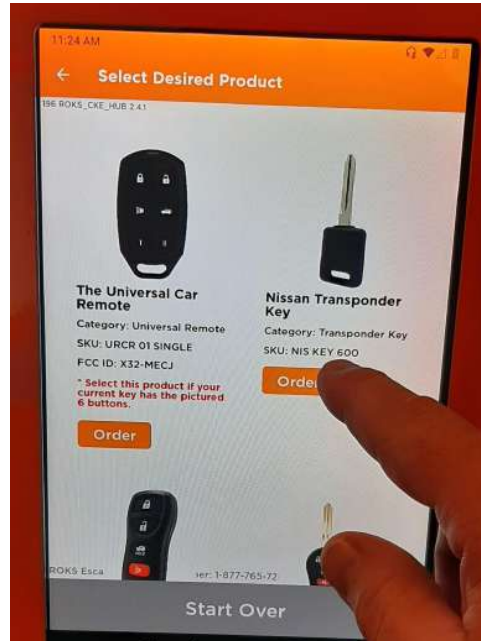 11:24 AM
← Select Desired Product
196 ROKS_CKE_HUB 2.4.1
The Universal Car
Remote
Category: Universal Remote
SKU: URCR 01 SINGLE
FCC ID: X32-MECJ
* Select this product if your
current key has the pictured
6 buttons.
Order
Nissan Transponder
Key
Category: Transponder Key
SKU: NIS KEY 600
Order
ROKS Esca
ber: 1-877-765-72
Start Over